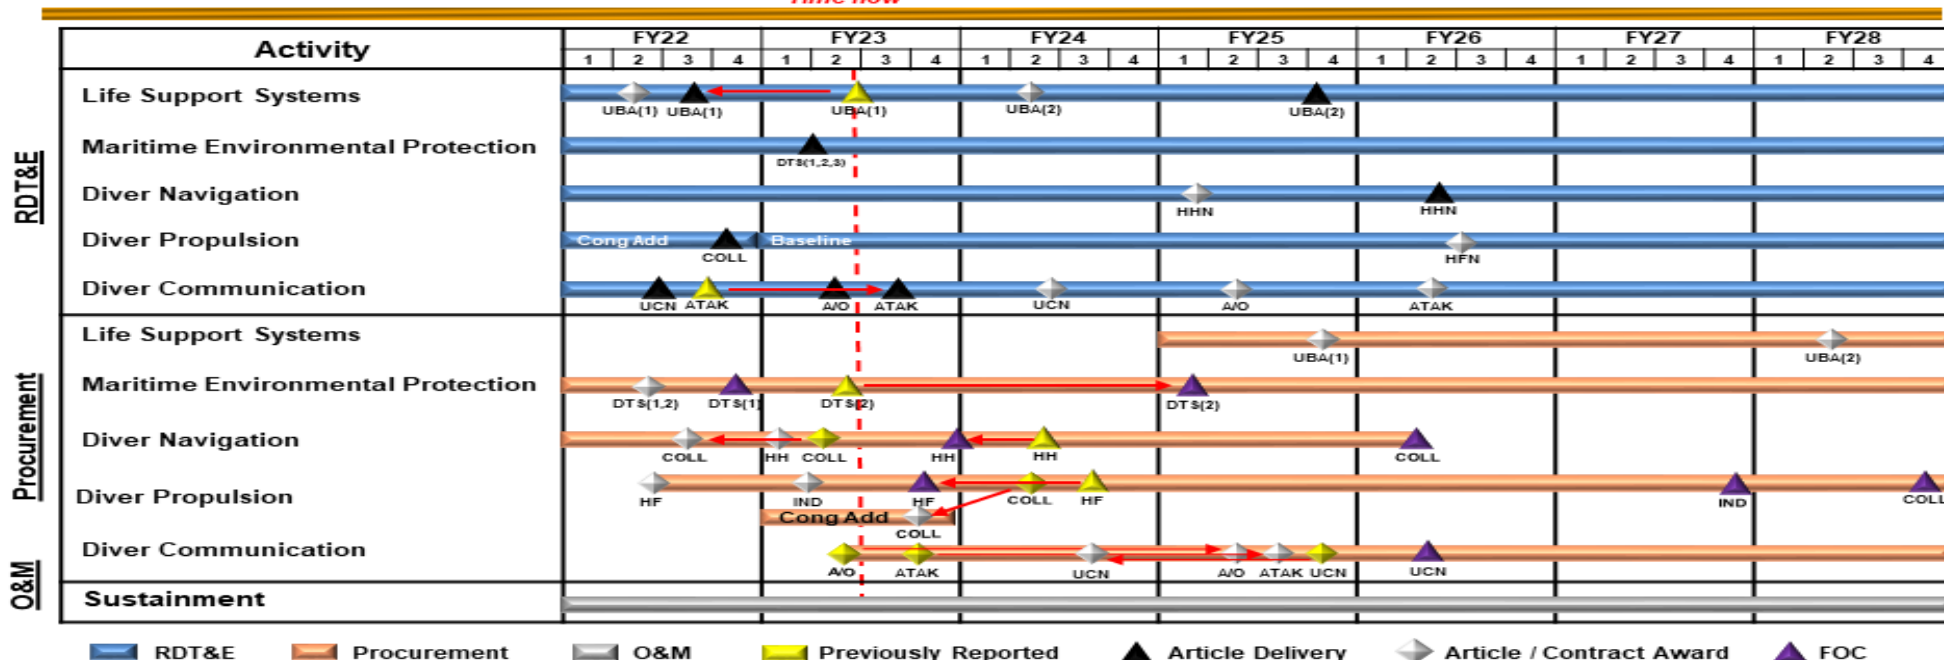 Time now
Activity FY22 FY23 FY24 FY25 FY26 FY27 FY28
1 2 3 4 1 2 3 4 1 2 3 4 1 2 3 4 1 2 3 4 1 2 3 4 1 2 3 4
RDT&E
Life Support Systems
UBA(1) UBA(1) UBA(1) UBA(2) UBA(2)
Maritime Environmental Protection
DTS(1,2,3)
Diver Navigation
HHN HHN
Diver Propulsion Cong Add Baseline
COLL HFN
Diver Communication
UCN ATAK A/O ATAK UCN A/O ATAK
Procurement
Life Support Systems
UBA(1) UBA(2)
Maritime Environmental Protection
DTS(1,2) DTS(1) DTS(2) DTS(2)
Diver Navigation
COLL HH COLL HH HH COLL
Diver Propulsion
HF IND HF COLL HF IND COLL
Cong Add
COLL
Diver Communication
A/O ATAK UCN A/O ATAK UCN UCN
O&M
Sustainment
RDT&E Procurement O&M Previously Reported Article Delivery Article / Contract Award FOC